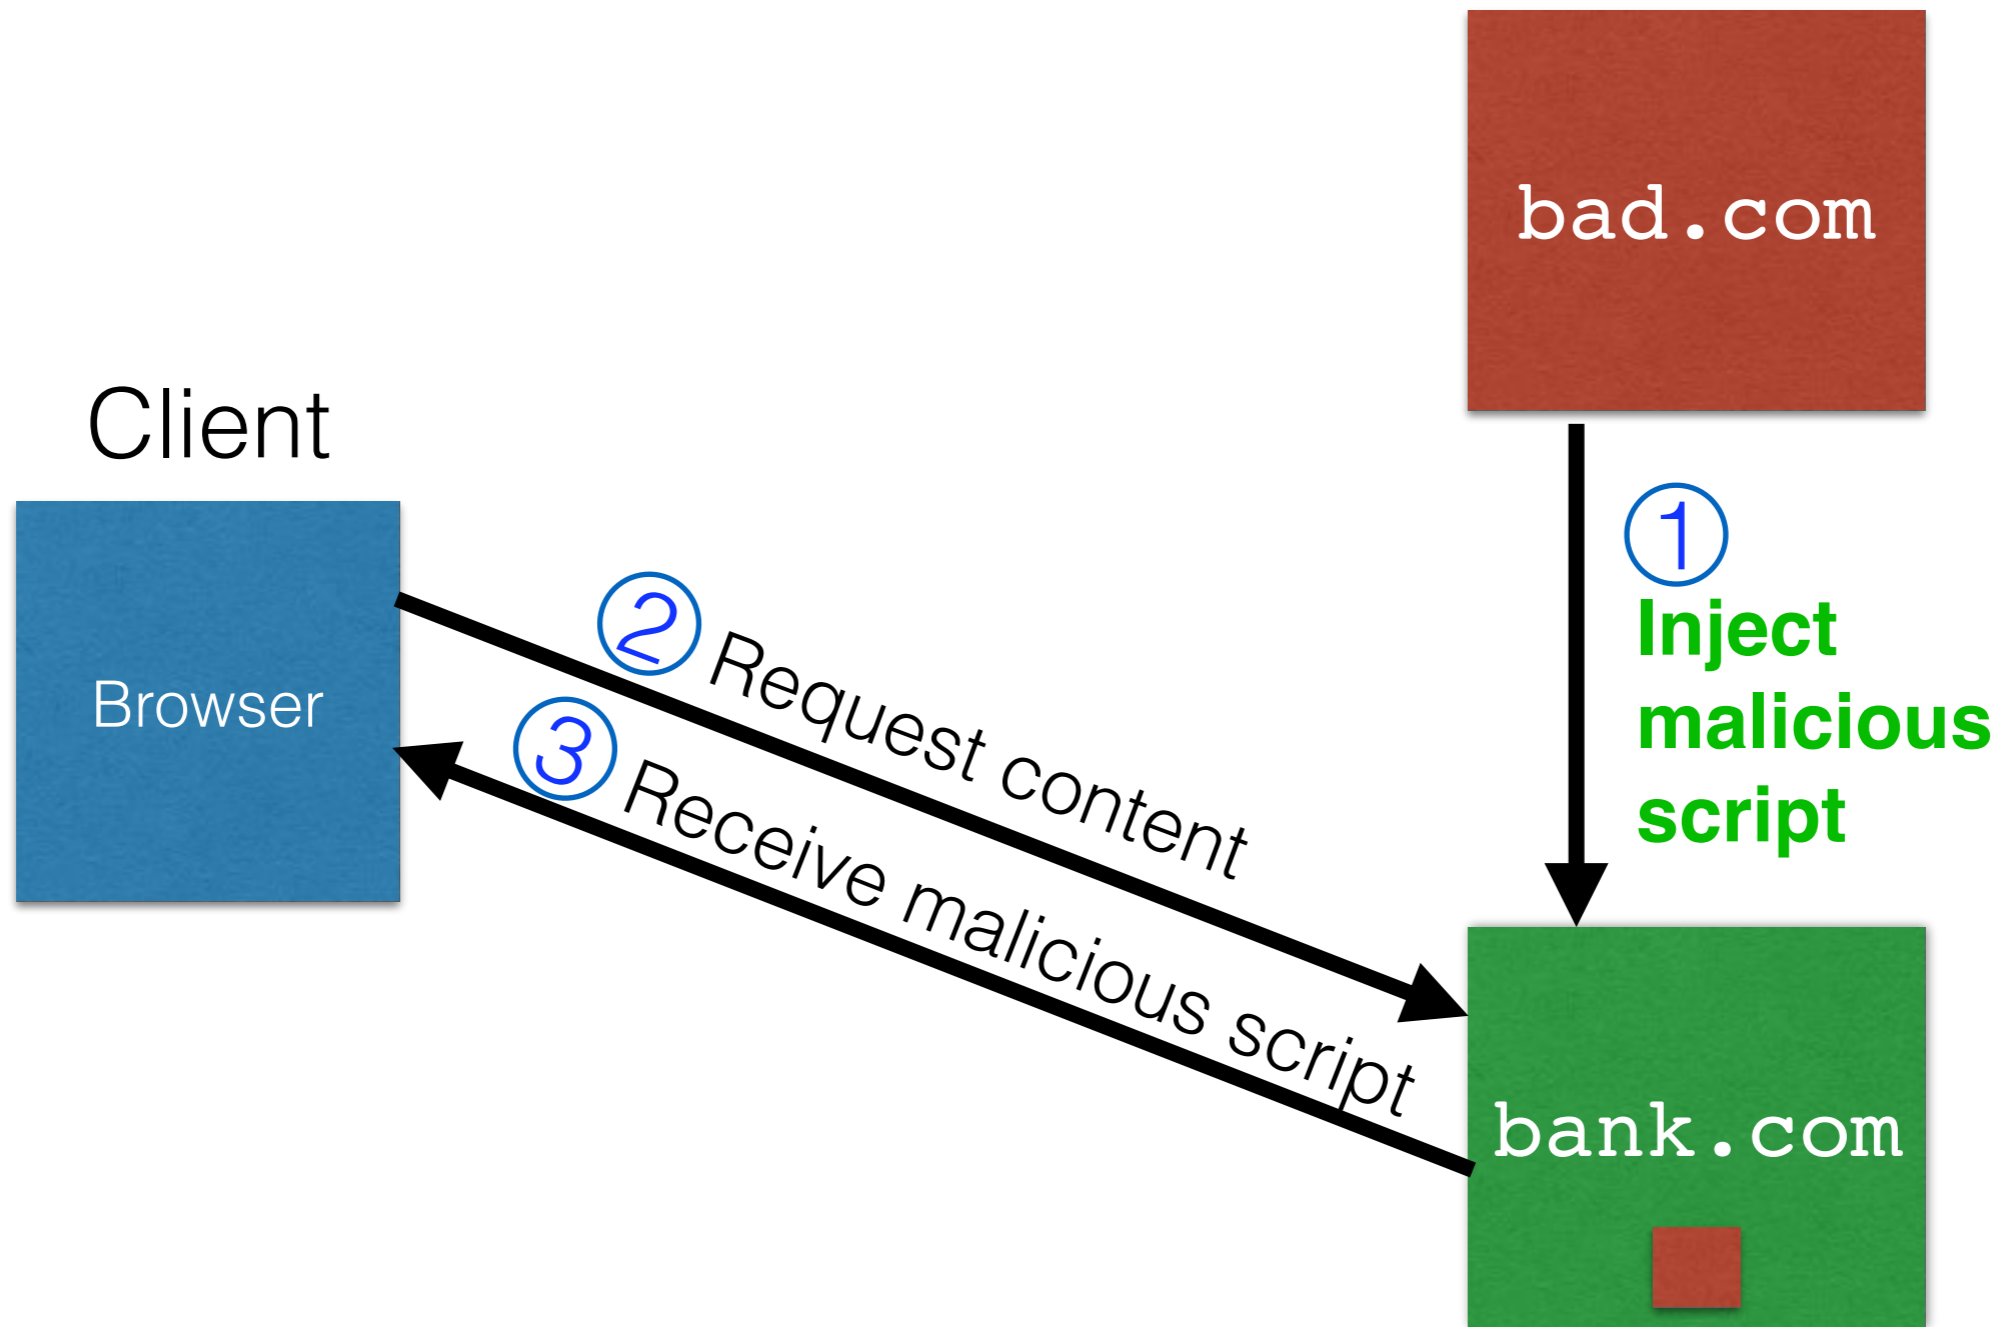 bad.com
Client
Browser
① Inject
malicious
script
② Request content
③ Receive malicious script
bank.com